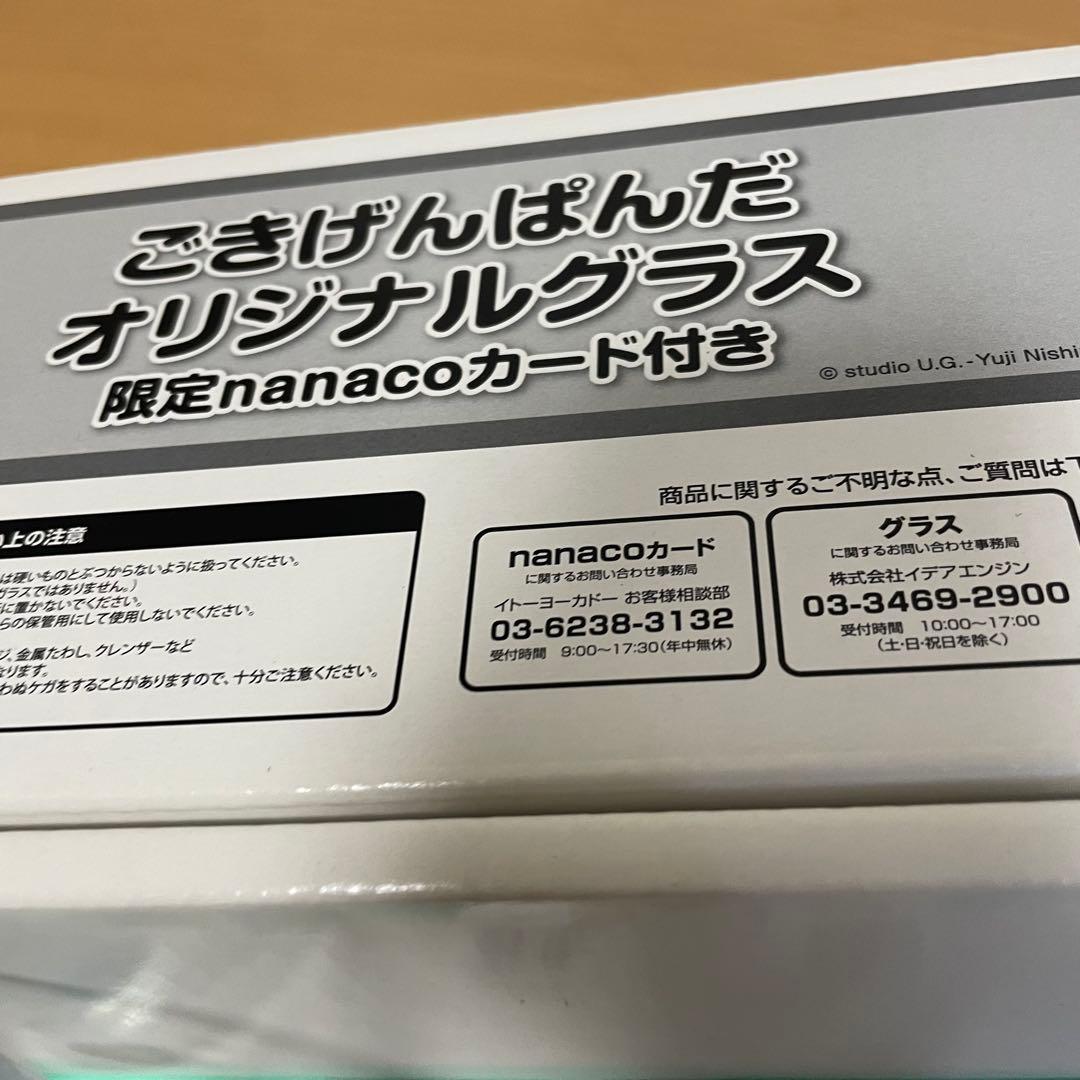 ごきげんぱんだ
オリジナルグラス
限定nanacoカード付き
© studio U.G. -Yuji Nishi
上の注意
は硬いものとぶつからないように扱ってください。
グラスではありません。)
に置かないでください。
らの保管用にして使用しないでください。
ジ、金属たわし、クレンザーなど
なります。
わぬケガをすることがありますので、十分ご注意ください。
商品に関するご不明な点、ご質問は下
nanacoカード
に関するお問い合わせ事務局
イトーヨーカドー お客様相談部
03-6238-3132
受付時間 9:00〜17:30(年中無休)
グラス
に関するお問い合わせ事務局
株式会社イデアエンジン
03-3469-2900
受付時間 10:00〜17:00
(土・日・祝日を除く)